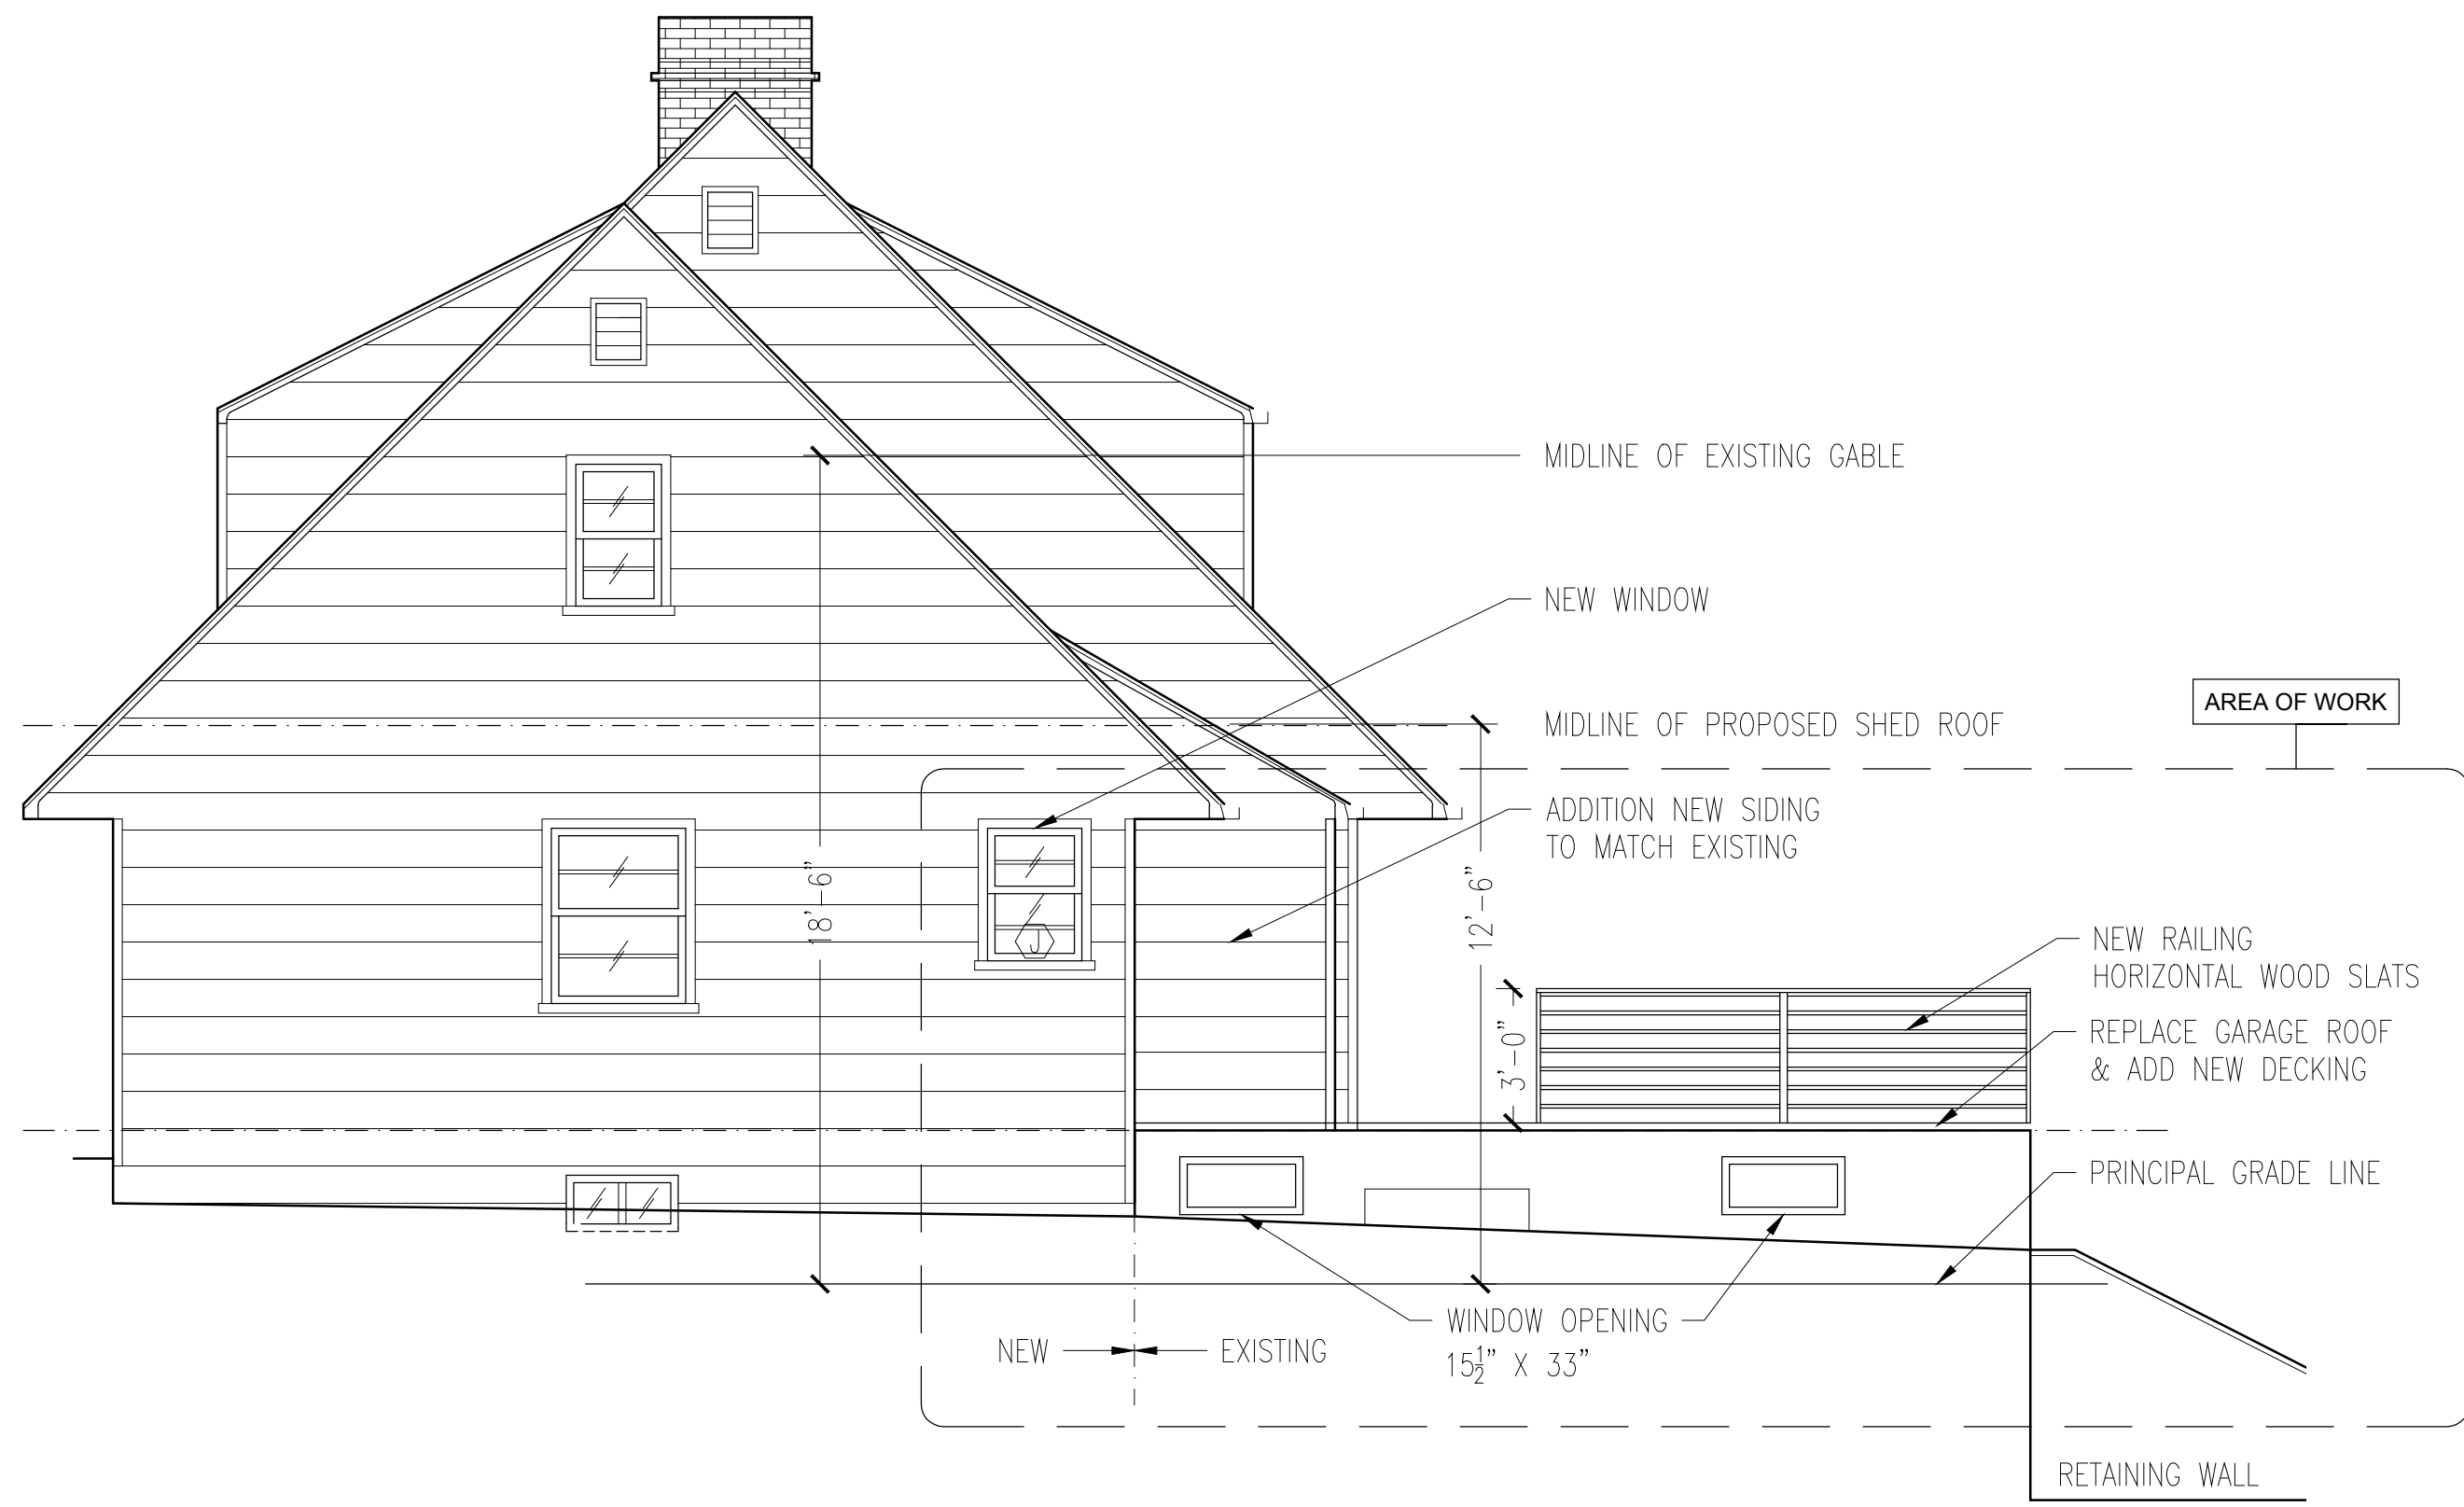 MIDLINE OF EXISTING GABLE
NEW WINDOW
AREA OF WORK
MIDLINE OF PROPOSED SHED ROOF
ADDITION NEW SIDING
TO MATCH EXISTING
18'-6"
12'-6"
J
NEW RAILING
HORIZONTAL WOOD SLATS
3'-0"
REPLACE GARAGE ROOF
& ADD NEW DECKING
PRINCIPAL GRADE LINE
WINDOW OPENING
15½" X 33"
NEW
EXISTING
RETAINING WALL